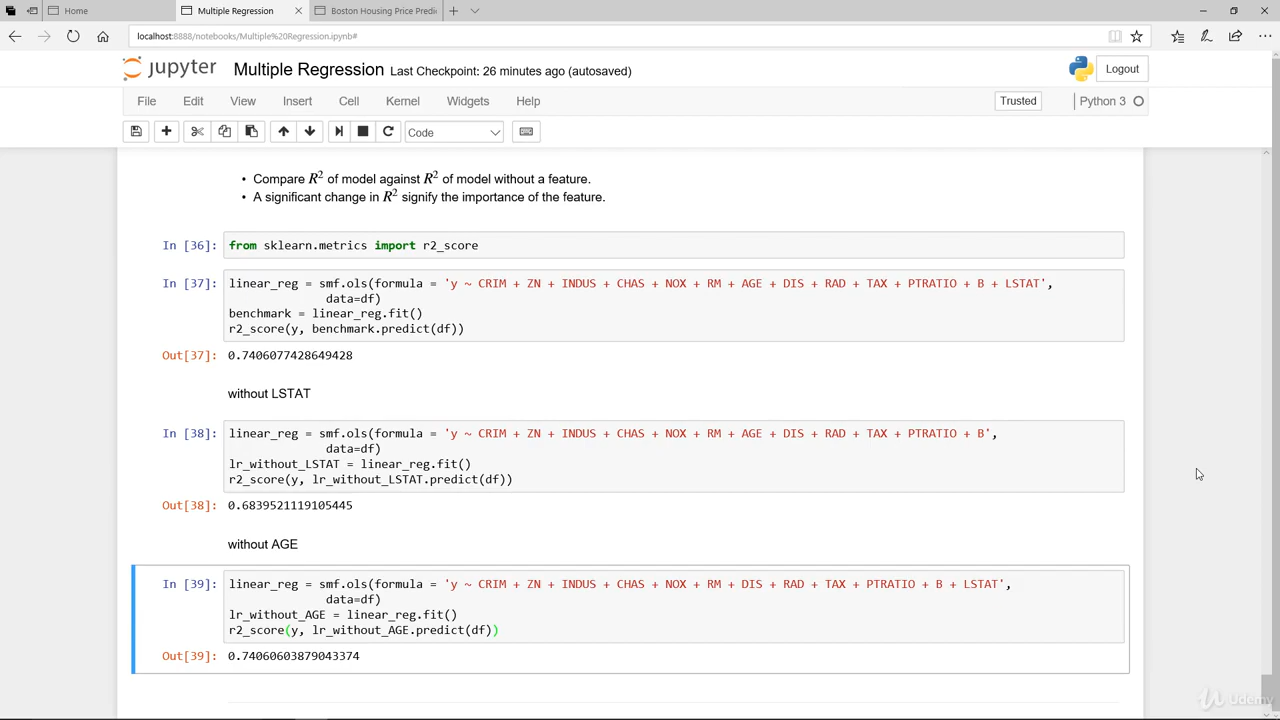 Home
Multiple Regression
Boston Housing Price Predi
localhost:8888/notebooks/Multiple%20Regression.ipynb#
jupyter Multiple Regression Last Checkpoint: 26 minutes ago (autosaved) Logout
File Edit View Insert Cell Kernel Widgets Help Trusted Python 3
Code
• Compare R² of model against R² of model without a feature.
• A significant change in R² signify the importance of the feature.
In [36]: from sklearn.metrics import r2_score
In [37]: linear_reg = smf.ols(formula = 'y ~ CRIM + ZN + INDUS + CHAS + NOX + RM + AGE + DIS + RAD + TAX + PTRATIO + B + LSTAT',
data=df)
benchmark = linear_reg.fit()
r2_score(y, benchmark.predict(df))
Out[37]: 0.7406077428649428
without LSTAT
In [38]: linear_reg = smf.ols(formula = 'y ~ CRIM + ZN + INDUS + CHAS + NOX + RM + AGE + DIS + RAD + TAX + PTRATIO + B',
data=df)
lr_without_LSTAT = linear_reg.fit()
r2_score(y, lr_without_LSTAT.predict(df))
Out[38]: 0.6839521119105445
without AGE
In [39]: linear_reg = smf.ols(formula = 'y ~ CRIM + ZN + INDUS + CHAS + NOX + RM + DIS + RAD + TAX + PTRATIO + B + LSTAT',
data=df)
lr_without_AGE = linear_reg.fit()
r2_score(y, lr_without_AGE.predict(df))
Out[39]: 0.74060603879043374
Udemy